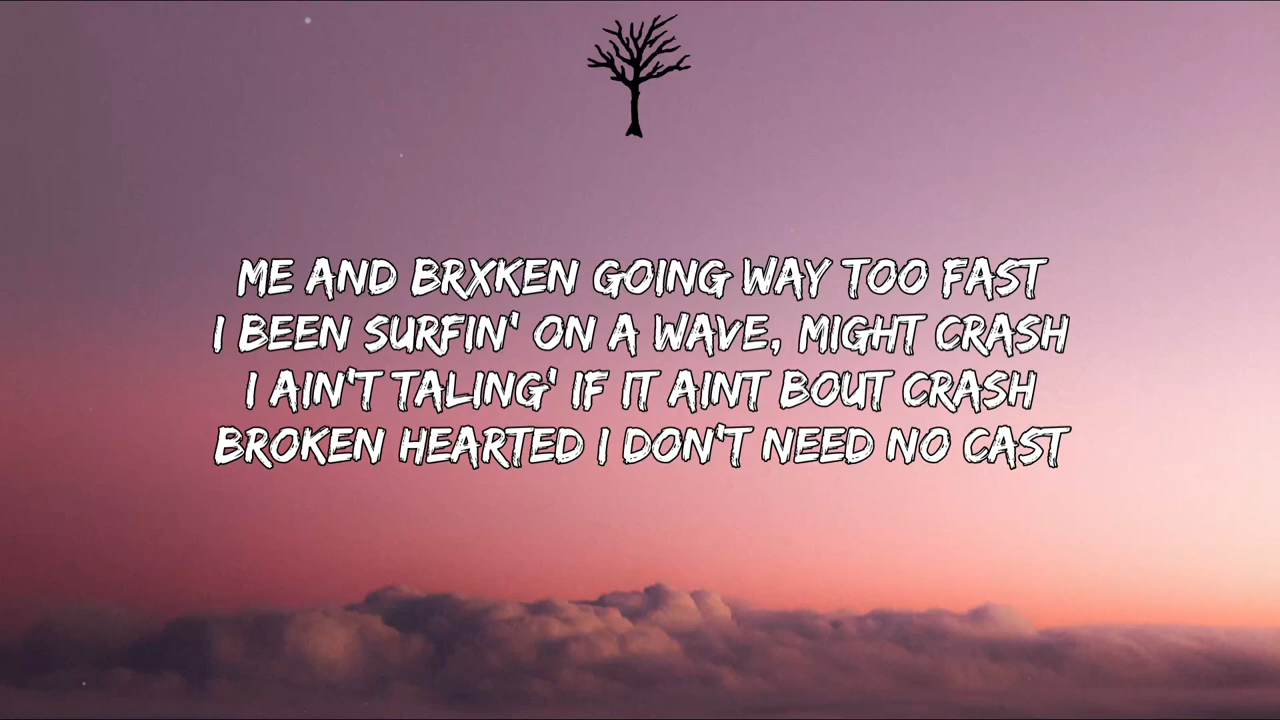 ME AND BRXKEN GOING WAY TOO FAST
I BEEN SURFIN' ON A WAVE, MIGHT CRASH
I AIN'T TALING' IF IT AINT BOUT CRASH
BROKEN HEARTED I DON'T NEED NO CAST